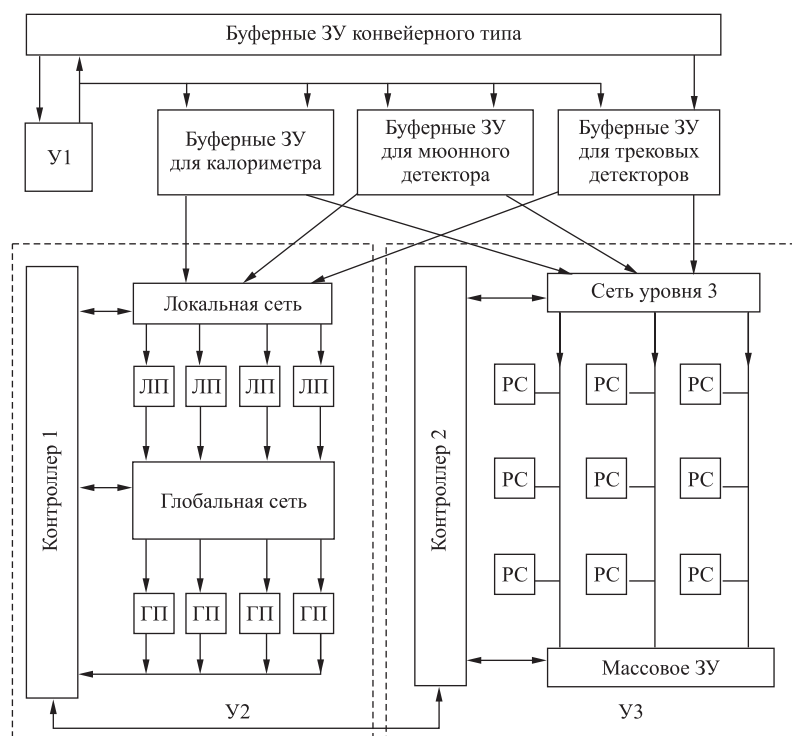 Буферные ЗУ конвейерного типа
У1
Буферные ЗУ
для калориметра
Буферные ЗУ
для мюонного
детектора
Буферные ЗУ
для трековых
детекторов
Контроллер 1
Локальная сеть
ЛП ЛП ЛП ЛП
Глобальная сеть
ГП ГП ГП ГП
У2
Контроллер 2
Сеть уровня 3
РС РС РС
РС РС РС
РС РС РС
Массовое ЗУ
У3